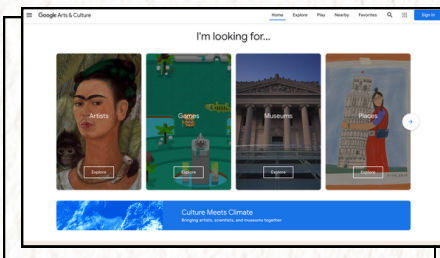 Google Arts & Culture
Home Explore Play Nearby Favorites Sign in
I'm looking for...
Artists Games Museums Places
Explore Explore Explore Explore
Culture Meets Climate
Bringing artists, scientists, and museums together